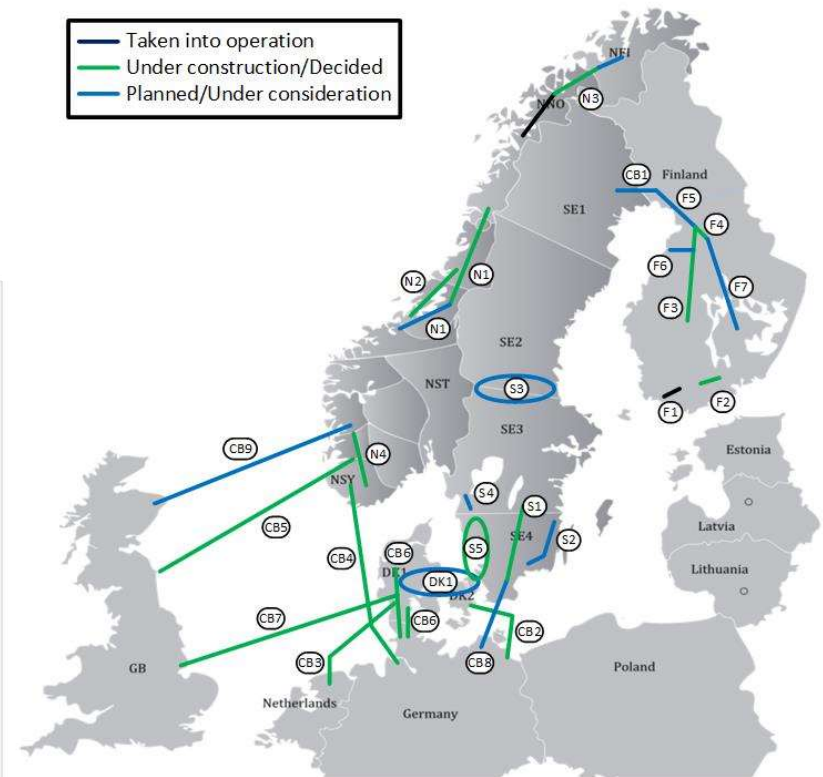 Taken into operation
Under construction/Decided
Planned/Under consideration
NFI
NNO
N3
CB1
Finland
F5
SE1
F4
F6
N2
N1
F7
F3
N1
SE2
NST
S3
F1
F2
SE3
CB9
N4
Estonia
NSY
S4
S1
CB5
SE4
Latvia
S2
CB4
CB6
S5
DK1
Lithuania
DK1
DK2
CB7
CB6
CB2
CB3
CB8
GB
Poland
Netherlands
Germany